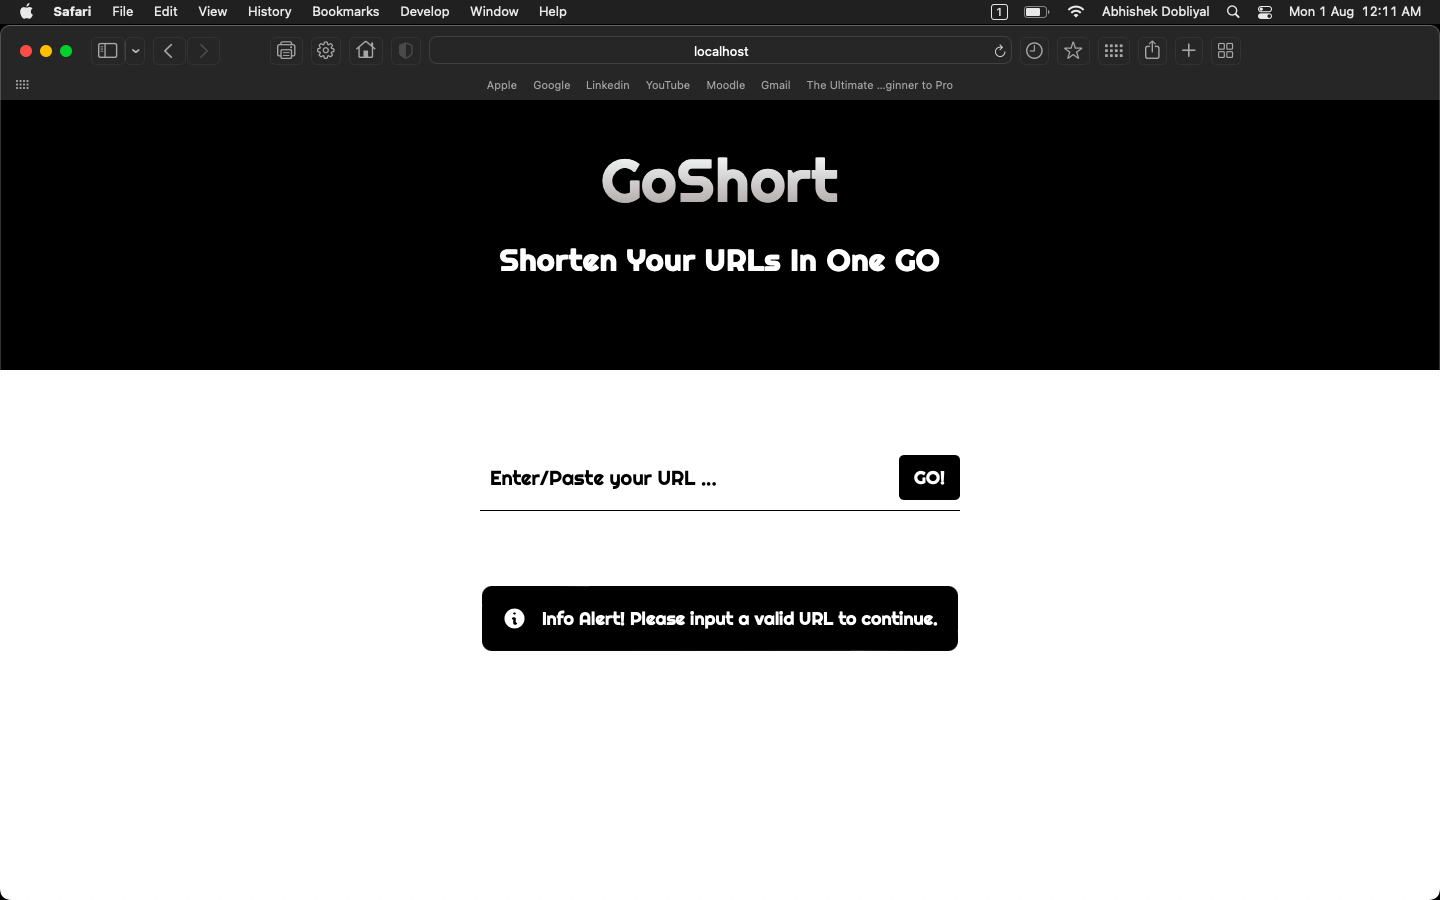 Safari File Edit View History Bookmarks Develop Window Help 1 Abhishek Dobliyal Mon 1 Aug 12:11 AM
localhost
Apple Google Linkedin YouTube Moodle Gmail The Ultimate ...ginner to Pro
GoShort
Shorten Your URLs In One GO
Enter/Paste your URL ... GO!
Info Alert! Please input a valid URL to continue.